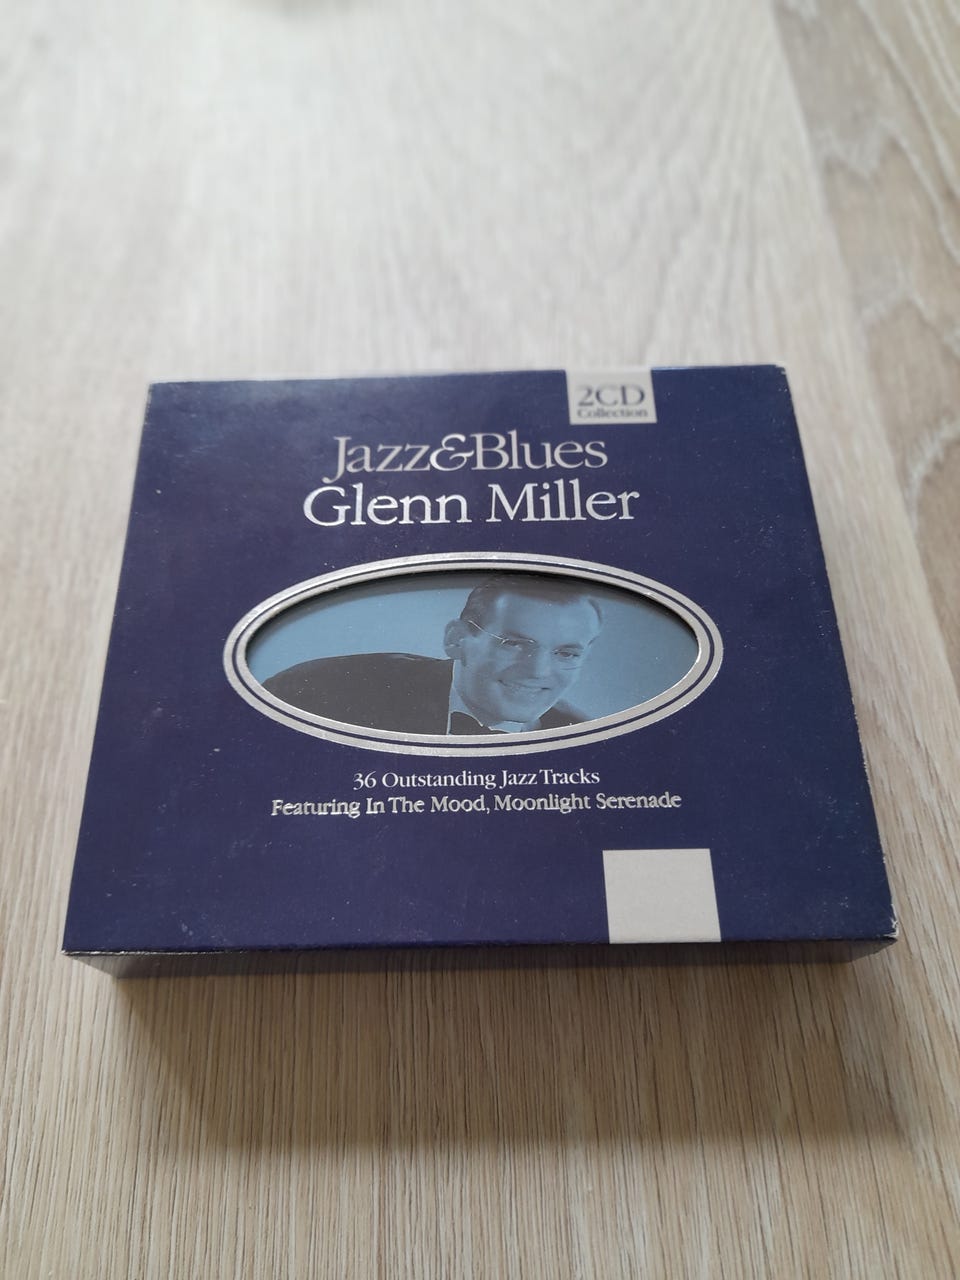 2CD
Collection
Jazz&Blues
Glenn Miller
36 Outstanding Jazz Tracks
Featuring In The Mood, Moonlight Serenade